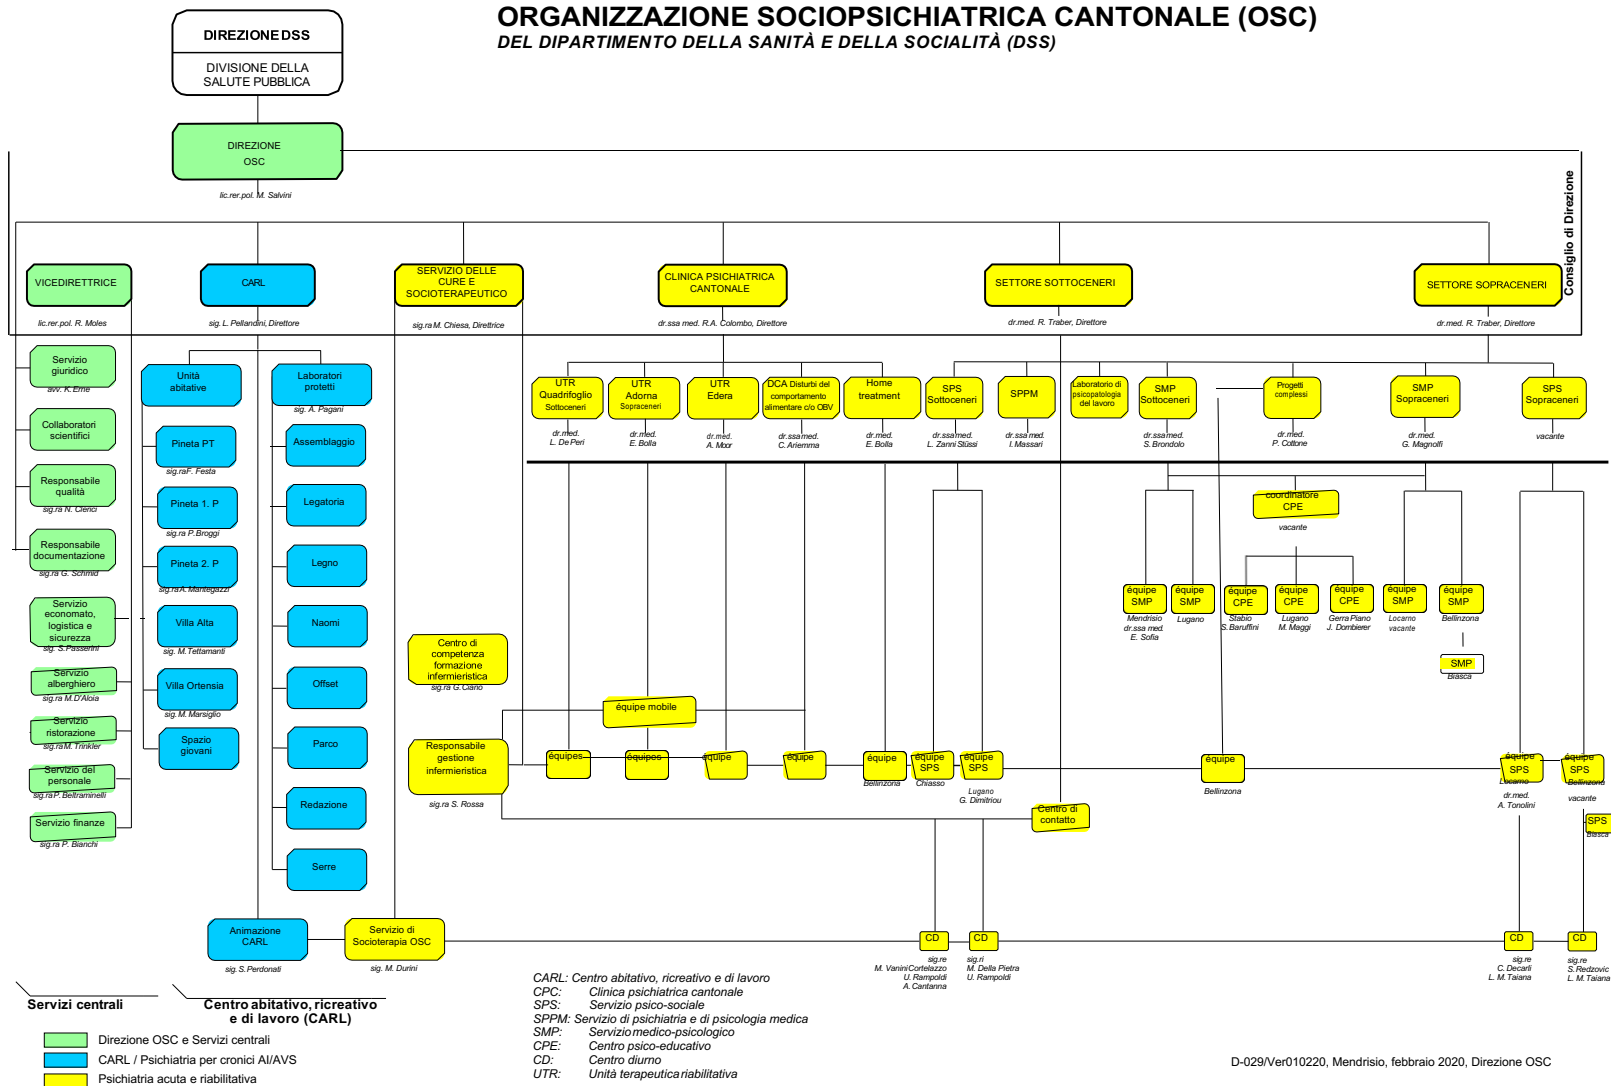 ORGANIZZAZIONE SOCIOPSICHIATRICA CANTONALE (OSC)
DEL DIPARTIMENTO DELLA SANITÀ E DELLA SOCIALITÀ (DSS)
DIREZIONE DSS
DIVISIONE DELLA
SALUTE PUBBLICA
DIREZIONE
OSC
lic.rer.pol. M. Salvini
Consiglio di Direzione
VICEDIRETTRICE
lic.rer.pol. R. Moles
CARL
sig. L. Pellandini, Direttore
SERVIZIO DELLE
CURE E
SOCIOTERAPEUTICO
sig.ra M. Chiesa, Direttrice
CLINICA PSICHIATRICA
CANTONALE
dr.ssa med. R.A. Colombo, Direttore
SETTORE SOTTOCENERI
dr.med. R. Traber, Direttore
SETTORE SOPRACENERI
dr.med. R. Traber, Direttore
Servizio
giuridico
avv. K. Erne
Collaboratori
scientifici
Responsabile
qualità
sig.ra N. Clerici
Responsabile
documentazione
sig.ra G. Schmid
Servizio
economato,
logistica e
sicurezza
sig. S.Passerini
Servizio
alberghiero
sig.ra M.D'Aloia
Servizio
ristorazione
sig.ra M. Trinkler
Servizio del
personale
sig.ra P. Beltraminelli
Servizio finanze
sig.ra P. Bianchi
Unità
abitative
Pineta PT
sig.ra F. Festa
Pineta 1. P
sig.ra P.Broggi
Pineta 2. P
sig.ra A. Mantegazzi
Villa Alta
sig. M. Tettamanti
Villa Ortensia
sig. M. Marsiglio
Spazio
giovani
Laboratori
protetti
sig. A. Pagani
Assemblaggio
Legatoria
Legno
Naomi
Offset
Parco
Redazione
Serre
Animazione
CARL
sig. S.Perdonati
Servizio di
Socioterapia OSC
sig. M. Durini
Centro di
competenza
formazione
infermieristica
sig.ra G. Ciano
Responsabile
gestione
infermieristica
sig.ra S. Rossa
UTR
Quadrifoglio
Sottoceneri
dr.med.
L. De Peri
UTR
Adorna
Sopraceneri
dr.med.
E. Bolla
UTR
Edera
dr.med.
A. Moor
DCA Disturbi del
comportamento
alimentare c/o OBV
dr.ssa med.
C. Ariemma
Home
treatment
dr.med.
E. Bolla
SPS
Sottoceneri
dr.ssa med.
L. Zanni Stüssi
SPPM
dr.ssa med.
I. Massari
Laboratorio di
psicopatologia
del lavoro
SMP
Sottoceneri
dr.ssa med.
S. Brondolo
Progetti
complessi
dr.med.
P. Cottone
SMP
Sopraceneri
dr.med.
G. Magnolfi
SPS
Sopraceneri
vacante
coordinatore
CPE
vacante
équipe
SMP
Mendrisio
dr.ssa med.
E. Sofia
équipe
SMP
Lugano
équipe
CPE
Stabio
S. Baruffini
équipe
CPE
Lugano
M. Maggi
équipe
CPE
Gerra Piano
J. Dombierer
équipe
SMP
Locarno
vacante
équipe
SMP
Bellinzona
SMP
Biasca
équipe mobile
équipes
équipes
équipe
équipe
équipe
Bellinzona
équipe
SPS
Chiasso
équipe
SPS
Lugano
G. Dimitriou
équipe
Bellinzona
équipe
SPS
Locarno
dr.med.
A. Tonolini
équipe
SPS
Bellinzona
vacante
SPS
Biasca
Centro di
contatto
CD
sig.re
M. Vanini Cortelazzo
U. Rampoldi
A. Cantanna
CD
sig.ri
M. Della Pietra
U. Rampoldi
CD
sig.re
C. Decarli
L. M. Taiana
CD
sig.re
S. Redzovic
L. M. Taiana
Servizi centrali
Centro abitativo, ricreativo
e di lavoro (CARL)
Direzione OSC e Servizi centrali
CARL / Psichiatria per cronici AI/AVS
Psichiatria acuta e riabilitativa
CARL: Centro abitativo, ricreativo e di lavoro
CPC: Clinica psichiatrica cantonale
SPS: Servizio psico-sociale
SPPM: Servizio di psichiatria e di psicologia medica
SMP: Servizio medico-psicologico
CPE: Centro psico-educativo
CD: Centro diurno
UTR: Unità terapeutica riabilitativa
D-029/Ver010220, Mendrisio, febbraio 2020, Direzione OSC